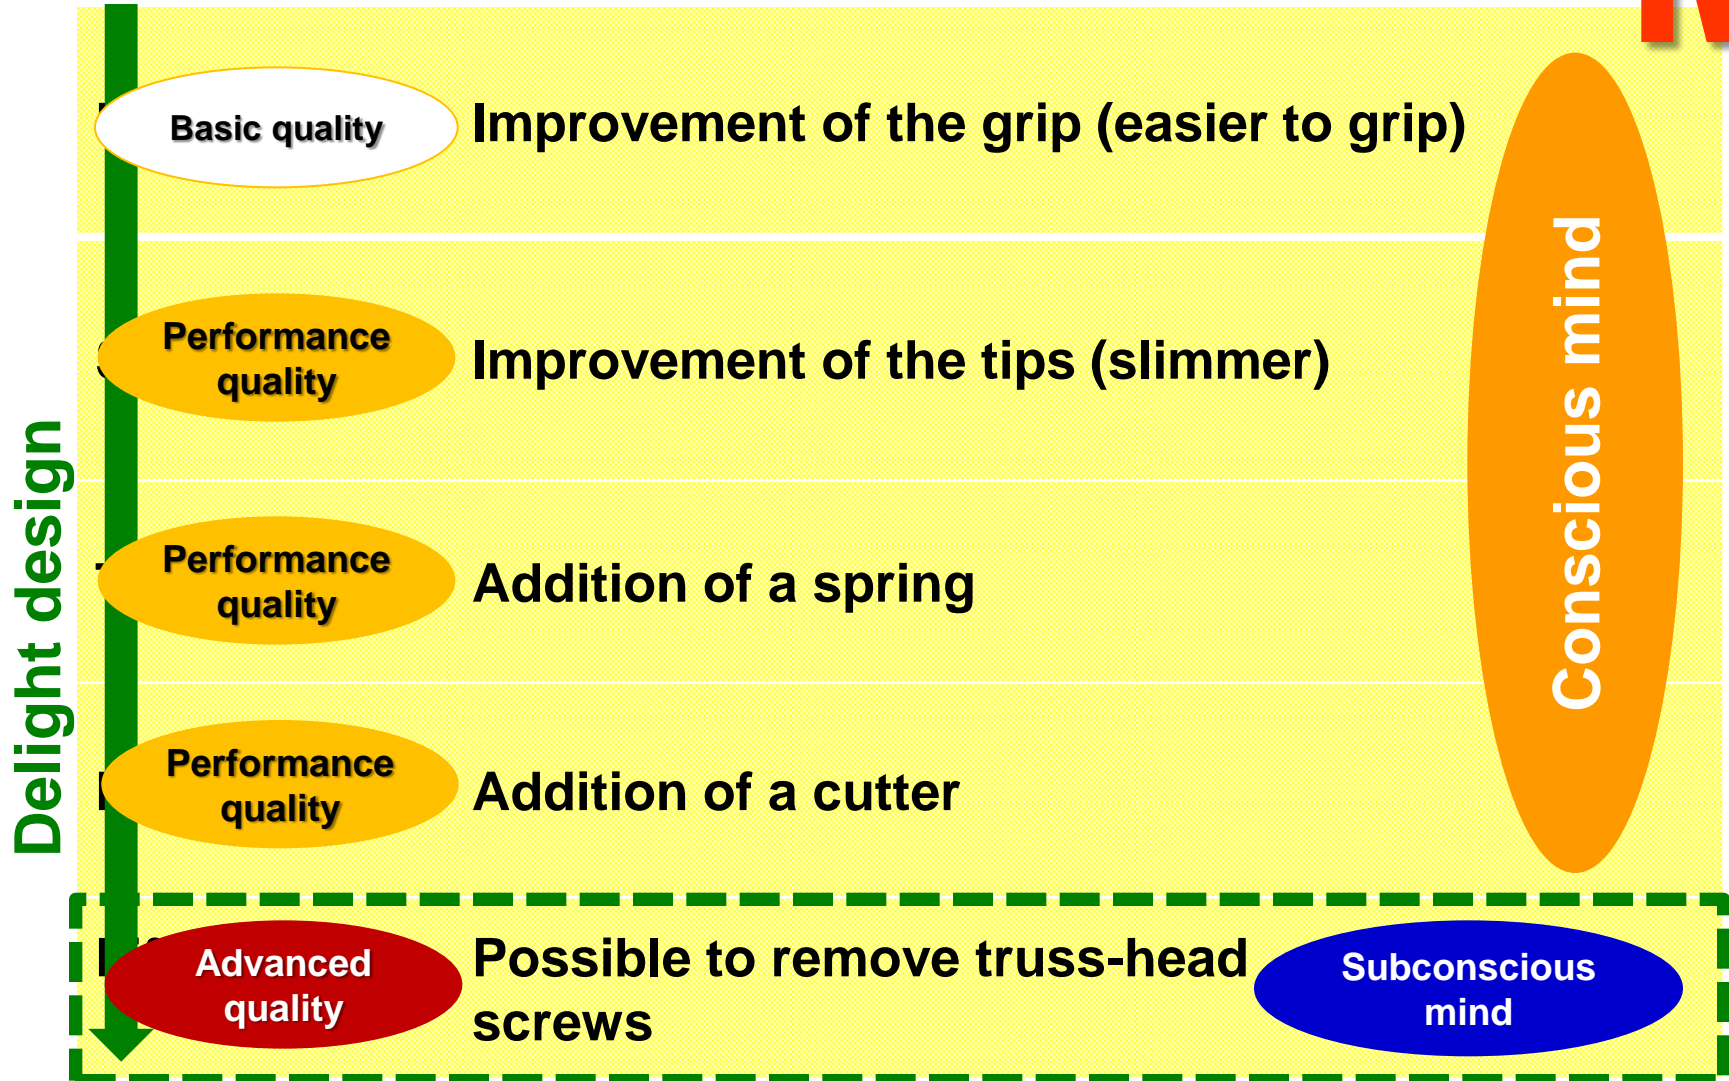 Basic quality
Improvement of the grip (easier to grip)
Performance
quality
Improvement of the tips (slimmer)
Performance
quality
Addition of a spring
Performance
quality
Addition of a cutter
Advanced
quality
Possible to remove truss-head
screws
Conscious mind
Subconscious
mind
Delight design